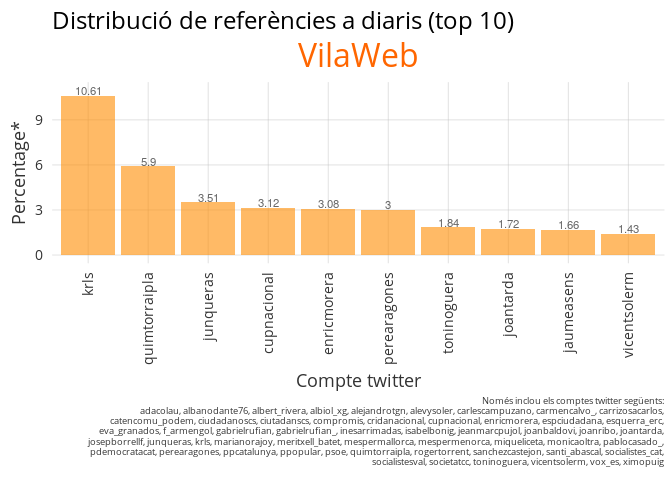 Distribució de referències a diaris (top 10)
VilaWeb
Percentage*
9
6
3
0
10.61
5.9
3.51
3.12
3.08
3
1.84
1.72
1.66
1.43
krls
quimtorraipla
junqueras
cupnacional
enricmorera
perearagones
toninoguera
joantarda
jaumeasens
vicentsolerm
Compte twitter
Només inclou els comptes twitter següents:
adacolau, albanodante76, albert_rivera, albiol_xg, alejandrotgn, alevysoler, carlescampuzano, carmencalvo_, carrizosacarlos,
catencomu_podem, ciudadanoscs, ciutadanscs, compromis, cridanacional, cupnacional, enricmorera, espciudadana, esquerra_erc,
eva_granados, f_armengol, gabrielrufian, gabrielrufian_, inesarrimadas, isabelbonig, jeanmarcpujol, joanbaldovi, joanribo, joantarda,
josepborrellf, junqueras, krls, marianorajoy, meritxell_batet, mespermallorca, mespermenorca, miqueliceta, monicaoltra, pablocasado_,
pdemocratacat, perearagones, ppcatalunya, ppopular, psoe, quimtorraipla, rogertorrent, sanchezcastejon, santi_abascal, socialistes_cat,
socialistesval, societatcc, toninoguera, vicentsolerm, vox_es, ximopuig